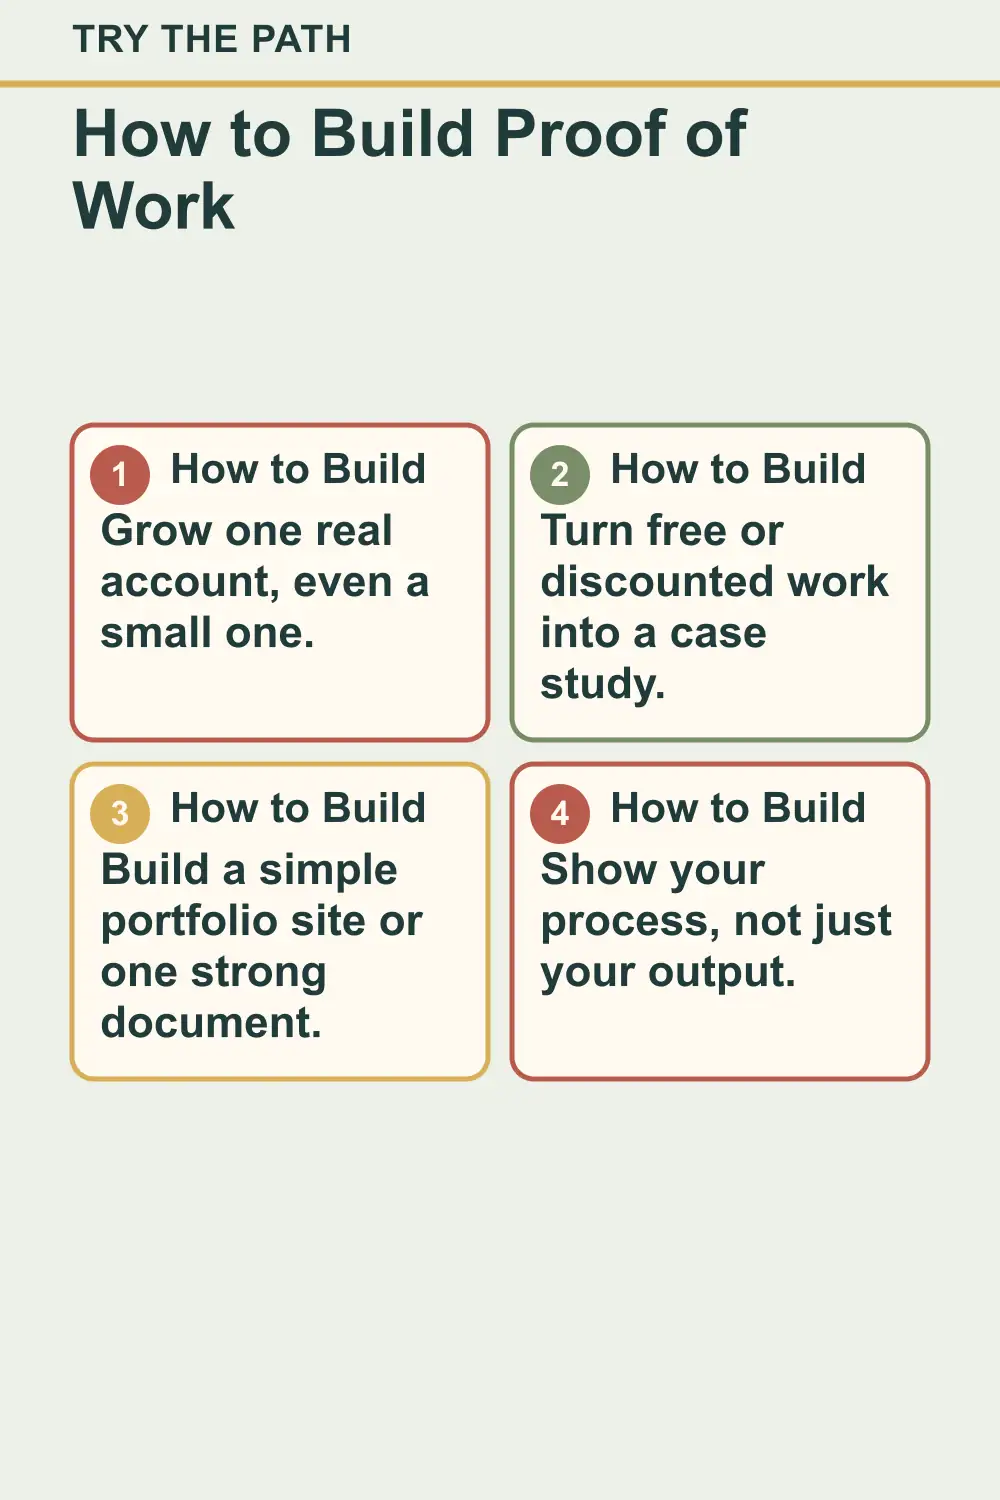 TRY THE PATH
How to Build Proof of
Work
1 How to Build
Grow one real
account, even a
small one.
2 How to Build
Turn free or
discounted work
into a case
study.
3 How to Build
Build a simple
portfolio site or
one strong
document.
4 How to Build
Show your
process, not just
your output.